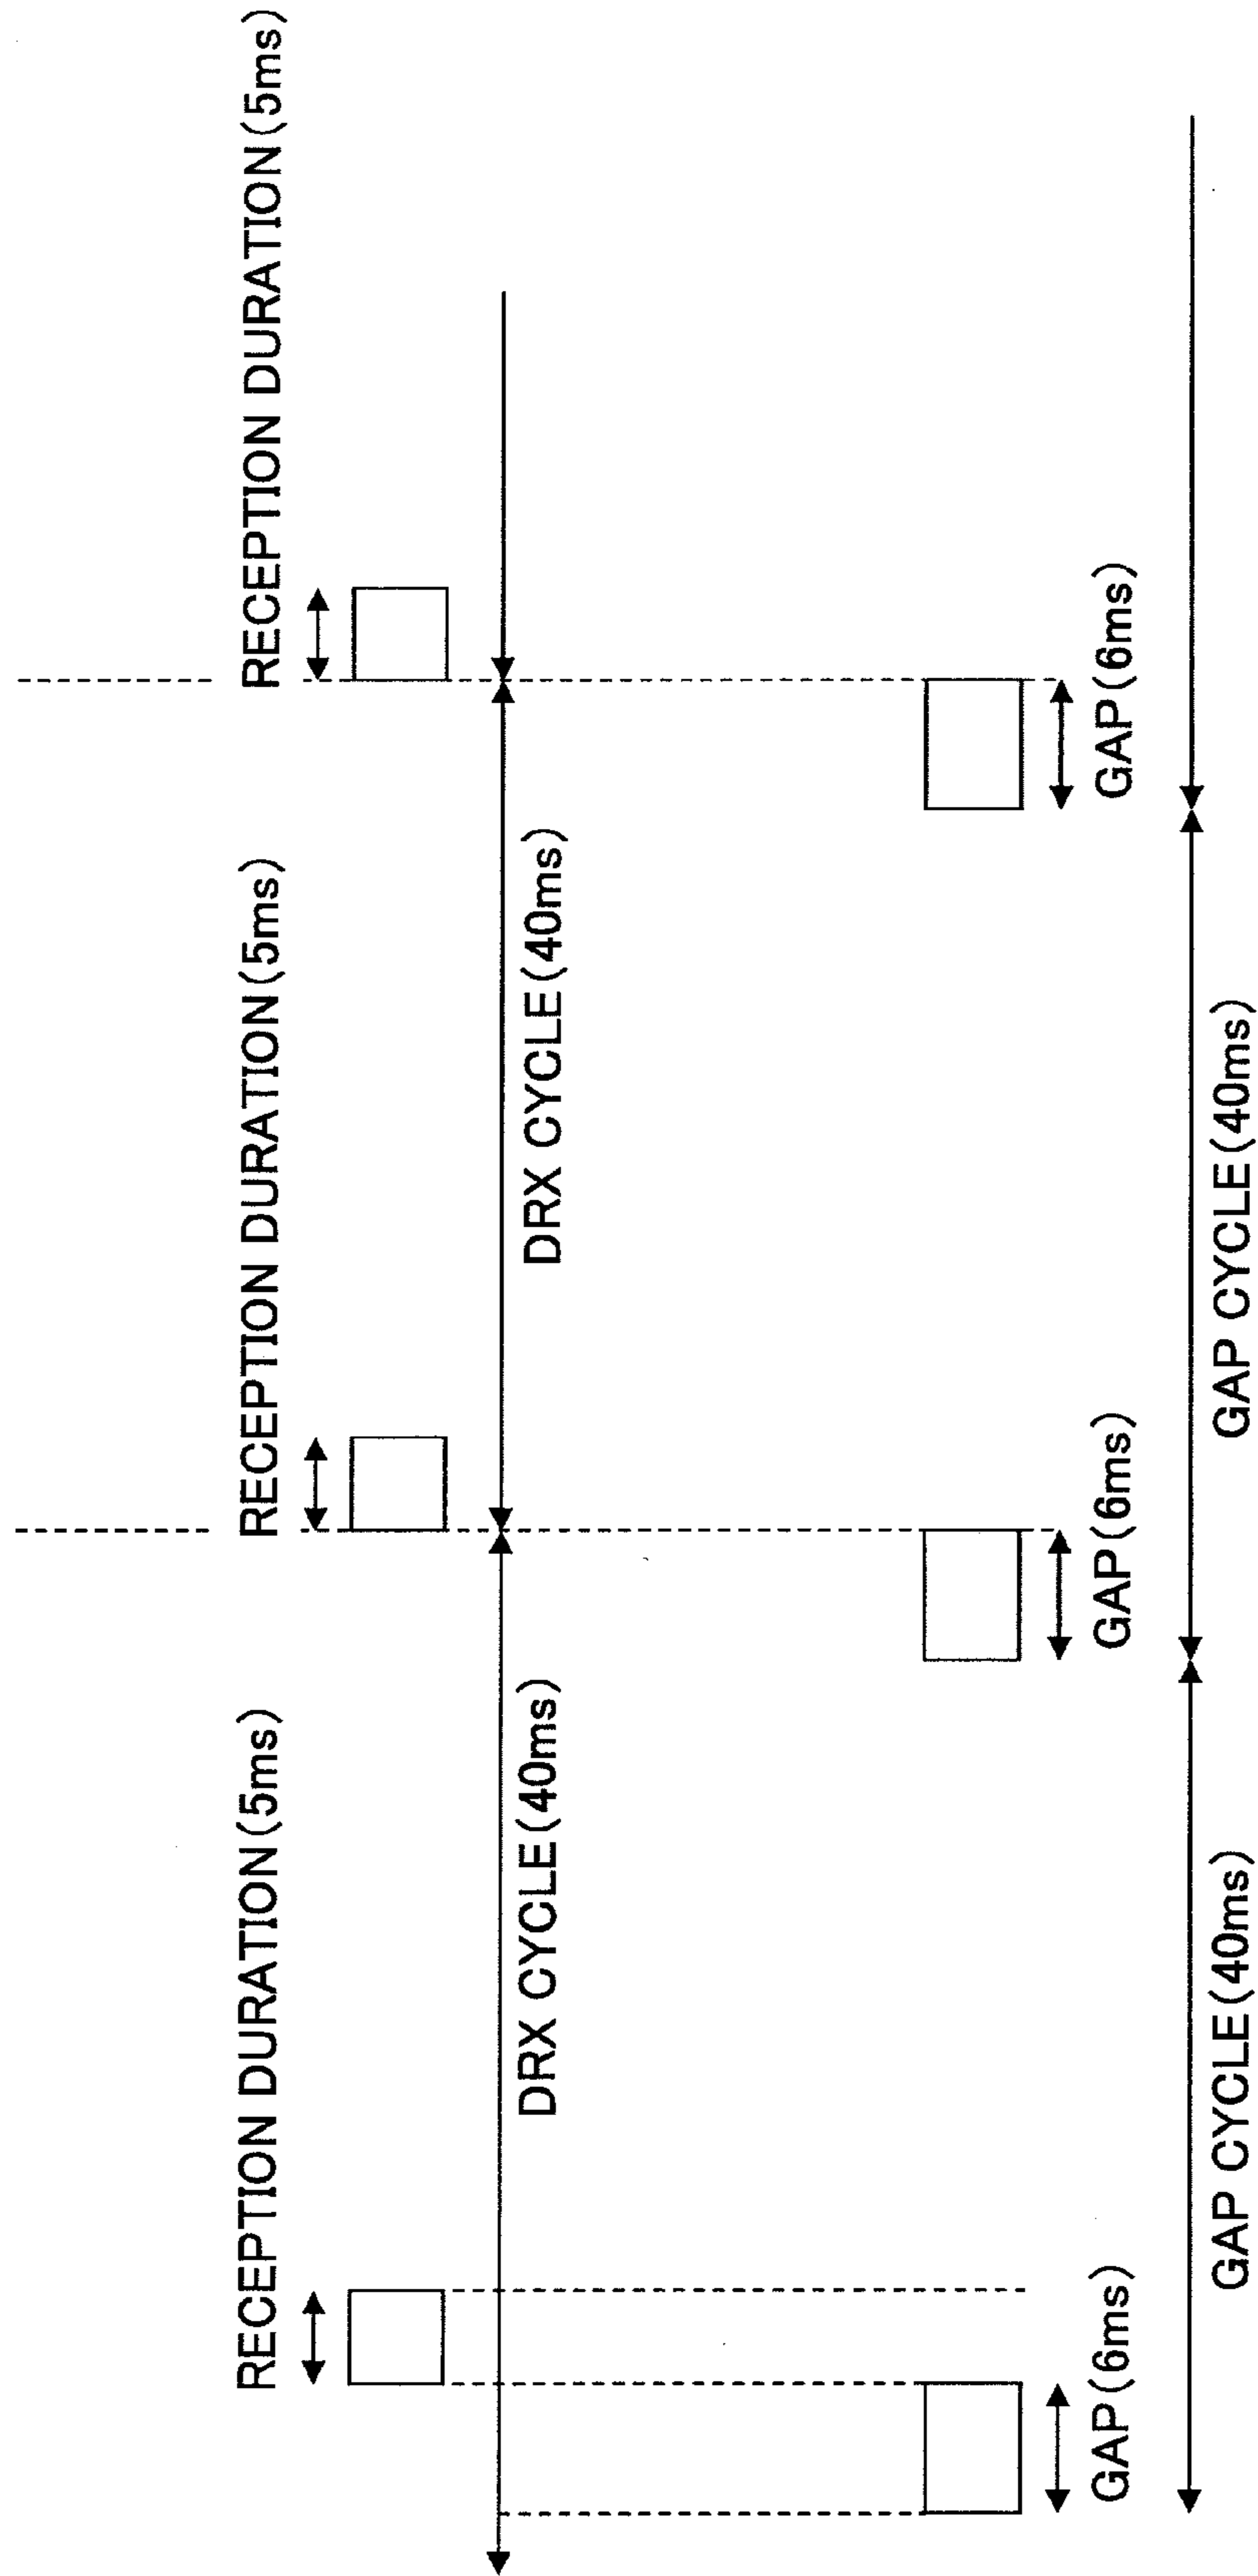 RECEPTION DURATION(5ms)
RECEPTION DURATION(5ms)
RECEPTION DURATION(5ms)
DRX CYCLE(40ms)
DRX CYCLE(40ms)
GAP(6ms)
GAP(6ms)
GAP(6ms)
GAP CYCLE(40ms)
GAP CYCLE(40ms)